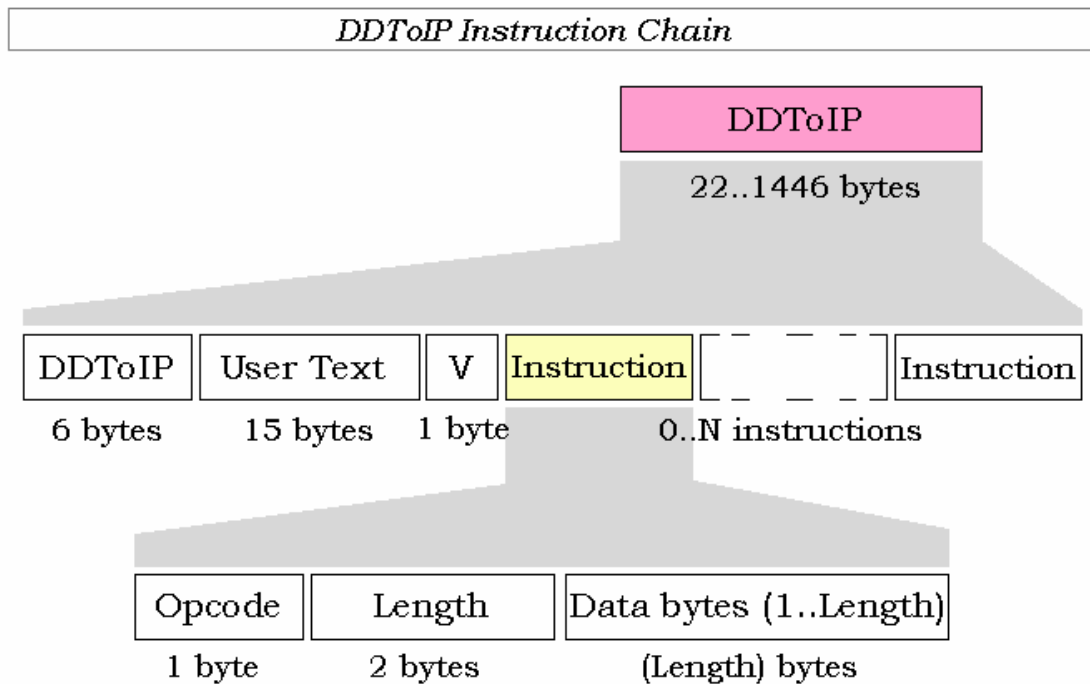 DDToIP Instruction Chain
DDToIP
22..1446 bytes
DDToIP User Text V Instruction Instruction
6 bytes 15 bytes 1 byte 0..N instructions
Opcode Length Data bytes (1..Length)
1 byte 2 bytes (Length) bytes